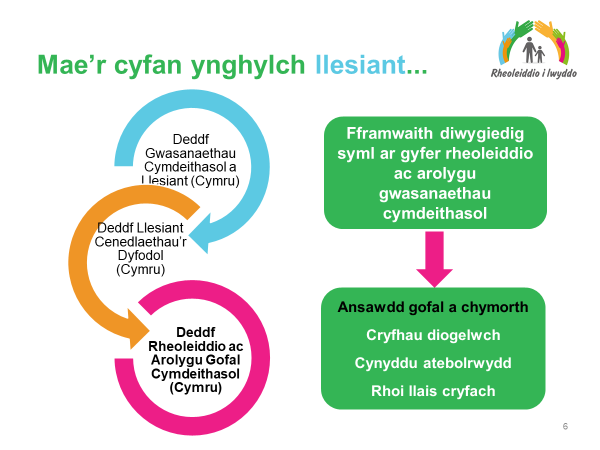 Mae'r cyfan ynghylch llesiant...
Rheoleiddio i lwyddo
Deddf
Gwasanaethau
Cymdeithasol a
Llesiant (Cymru)
Deddf Llesiant
Cenedlaethau'r
Dyfodol
(Cymru)
Deddf
Rheoleiddio ac
Arolygu Gofal
Cymdeithasol
(Cymru)
Fframwaith diwygiedig
syml ar gyfer rheoleiddio
ac arolygu
gwasanaethau
cymdeithasol
Ansawdd gofal a chymorth
Cryfhau diogelwch
Cynyddu atebolrwydd
Rhoi llais cryfach
6